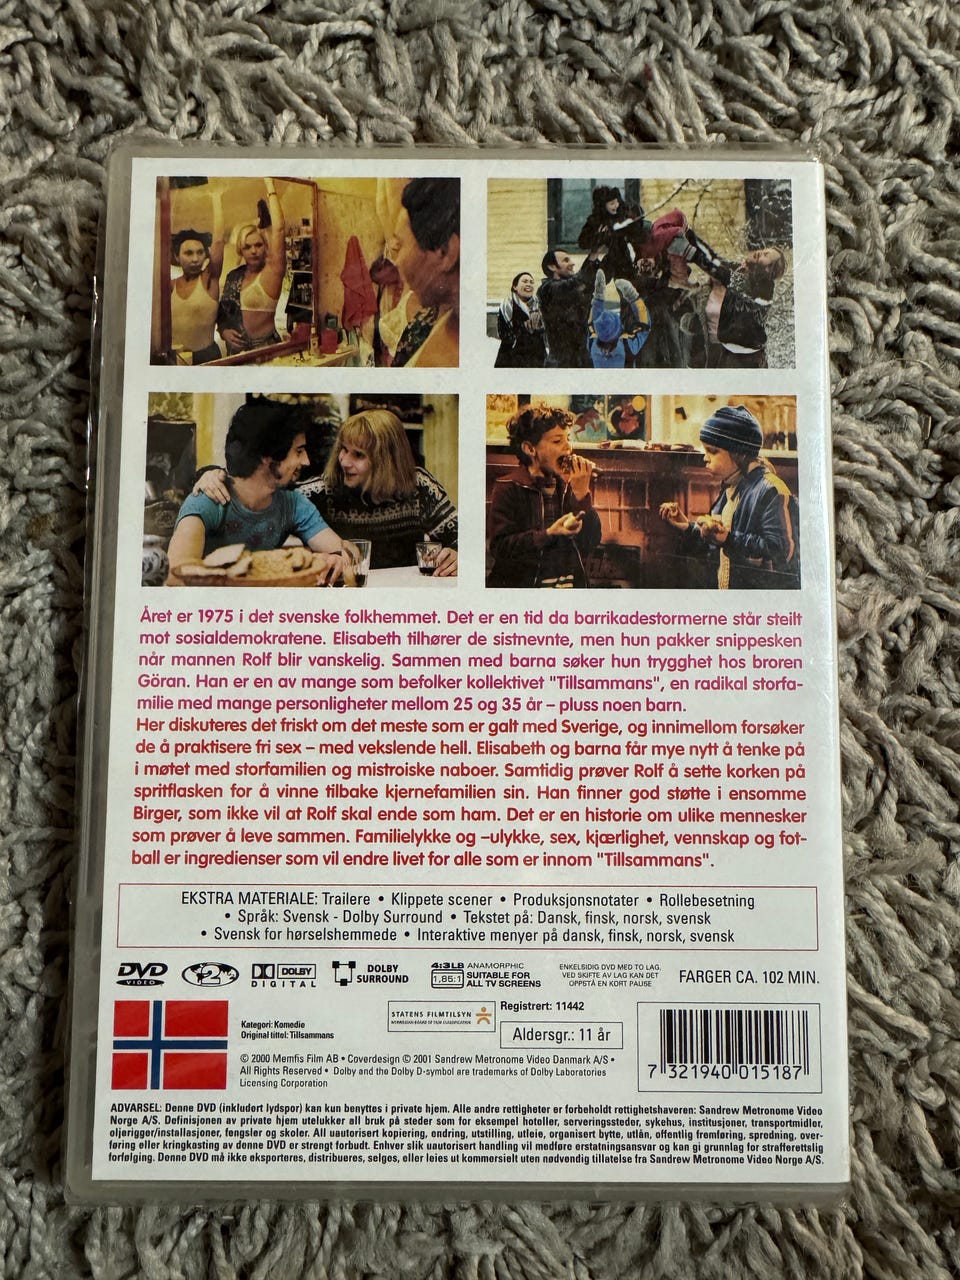 Året er 1975 i det svenske folkhemmet. Det er en tid da barrikadestormerne står steilt
mot sosialdemokratene. Elisabeth tilhører de sistnevnte, men hun pakker snippesken
når mannen Rolf blir vanskelig. Sammen med barna søker hun trygghet hos broren
Göran. Han er en av mange som befolker kollektivet "Tillsammans", en radikal storfa-
milie med mange personligheter mellom 25 og 35 år – pluss noen barn.
Her diskuteres det friskt om det meste som er galt med Sverige, og innimellom forsøker
de å praktisere fri sex – med vekslende hell. Elisabeth og barna får mye nytt å tenke på
i møtet med storfamilien og mistroiske naboer. Samtidig prøver Rolf å sette korken på
spritflasken for å vinne tilbake kjernefamilien sin. Han finner god støtte i ensomme
Birger, som ikke vil at Rolf skal ende som ham. Det er en historie om ulike mennesker
som prøver å leve sammen. Familielykke og –ulykke, sex, kjærlighet, vennskap og fot-
ball er ingredienser som vil endre livet for alle som er innom "Tillsammans".
EKSTRA MATERIALE: Trailere • Klippete scener • Produksjonsnotater • Rollebesetning
• Språk: Svensk - Dolby Surround • Tekstet på: Dansk, finsk, norsk, svensk
• Svensk for hørselshemmede • Interaktive menyer på dansk, finsk, norsk, svensk
DVD VIDEO
2
DOLBY DIGITAL
DOLBY SURROUND
4:3LB 1,85:1
ANAMORPHIC
SUITABLE FOR
ALL TV SCREENS
ENKELSIDIG DVD MED TO LAG.
VED SKIFTE AV LAG KAN DET
OPPSTÅ EN KORT PAUSE
FARGER CA. 102 MIN.
Kategori: Komedie
Original tittel: Tillsammans
STATENS FILMTILSYN
NORWEGIAN BOARD OF FILM CLASSIFICATION
Registrert: 11442
Aldersgr.: 11 år
© 2000 Memfis Film AB • Coverdesign © 2001 Sandrew Metronome Video Danmark A/S •
All Rights Reserved • Dolby and the Dolby D-symbol are trademarks of Dolby Laboratories
Licensing Corporation
7 321940 015187
ADVARSEL: Denne DVD (inkludert lydspor) kan kun benyttes i private hjem. Alle andre rettigheter er forbeholdt rettighetshaveren: Sandrew Metronome Video
Norge A/S. Definisjonen av private hjem utelukker all bruk på steder som for eksempel hoteller, serveringssteder, sykehus, institusjoner, transportmidler,
oljerigger/installasjoner, fengsler og skoler. All uautorisert kopiering, endring, utstilling, utleie, organisert bytte, utlån, offentlig fremføring, spredning, over-
føring eller kringkasting av denne DVD er strengt forbudt. Enhver slik uautorisert handling vil medføre erstatningsansvar og kan gi grunnlag for strafferettslig
forfølging. Denne DVD må ikke eksporteres, distribueres, selges, eller leies ut kommersielt uten nødvendig tillatelse fra Sandrew Metronome Video Norge A/S.